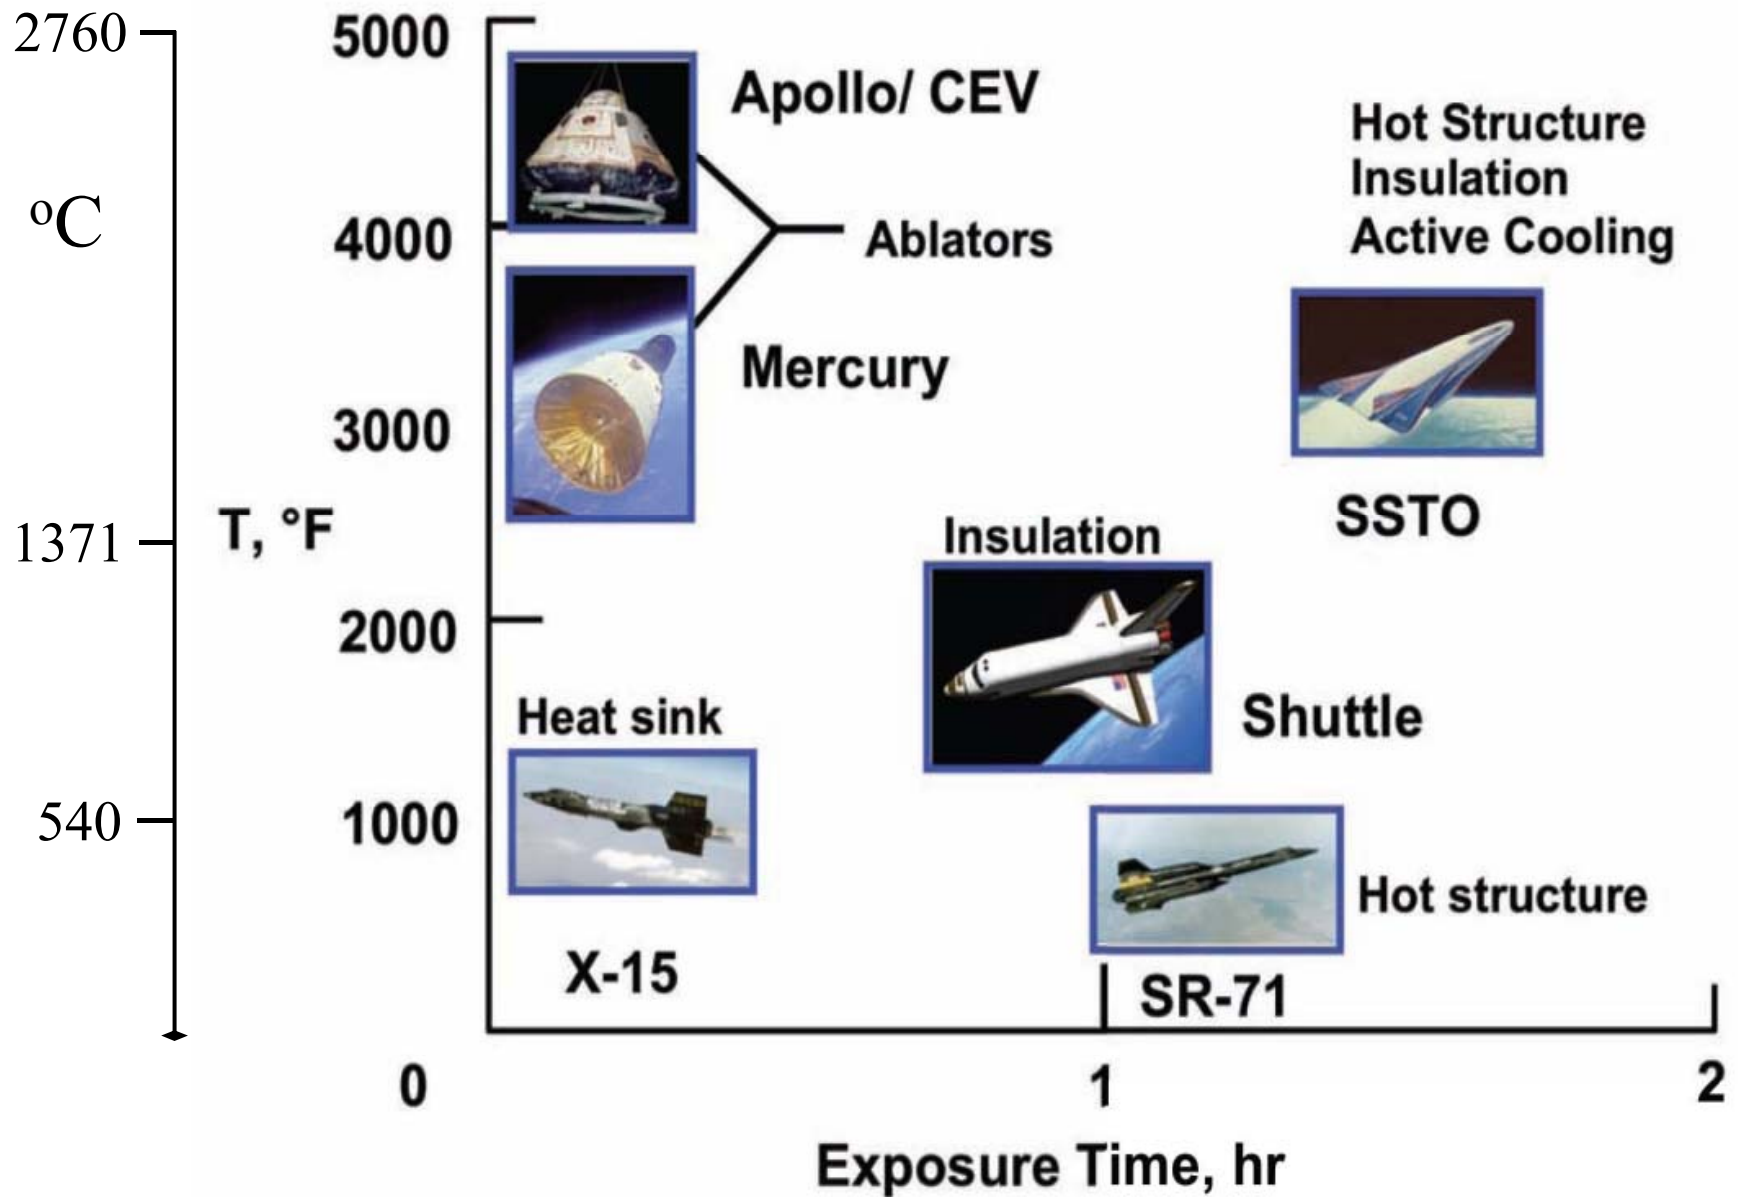 2760
5000
Apollo/ CEV
Hot Structure
Insulation
Active Cooling
ºC
4000
Ablators
Mercury
3000
T, °F
1371
SSTO
Insulation
2000
Heat sink
Shuttle
540
1000
Hot structure
X-15
SR-71
0
1
2
Exposure Time, hr